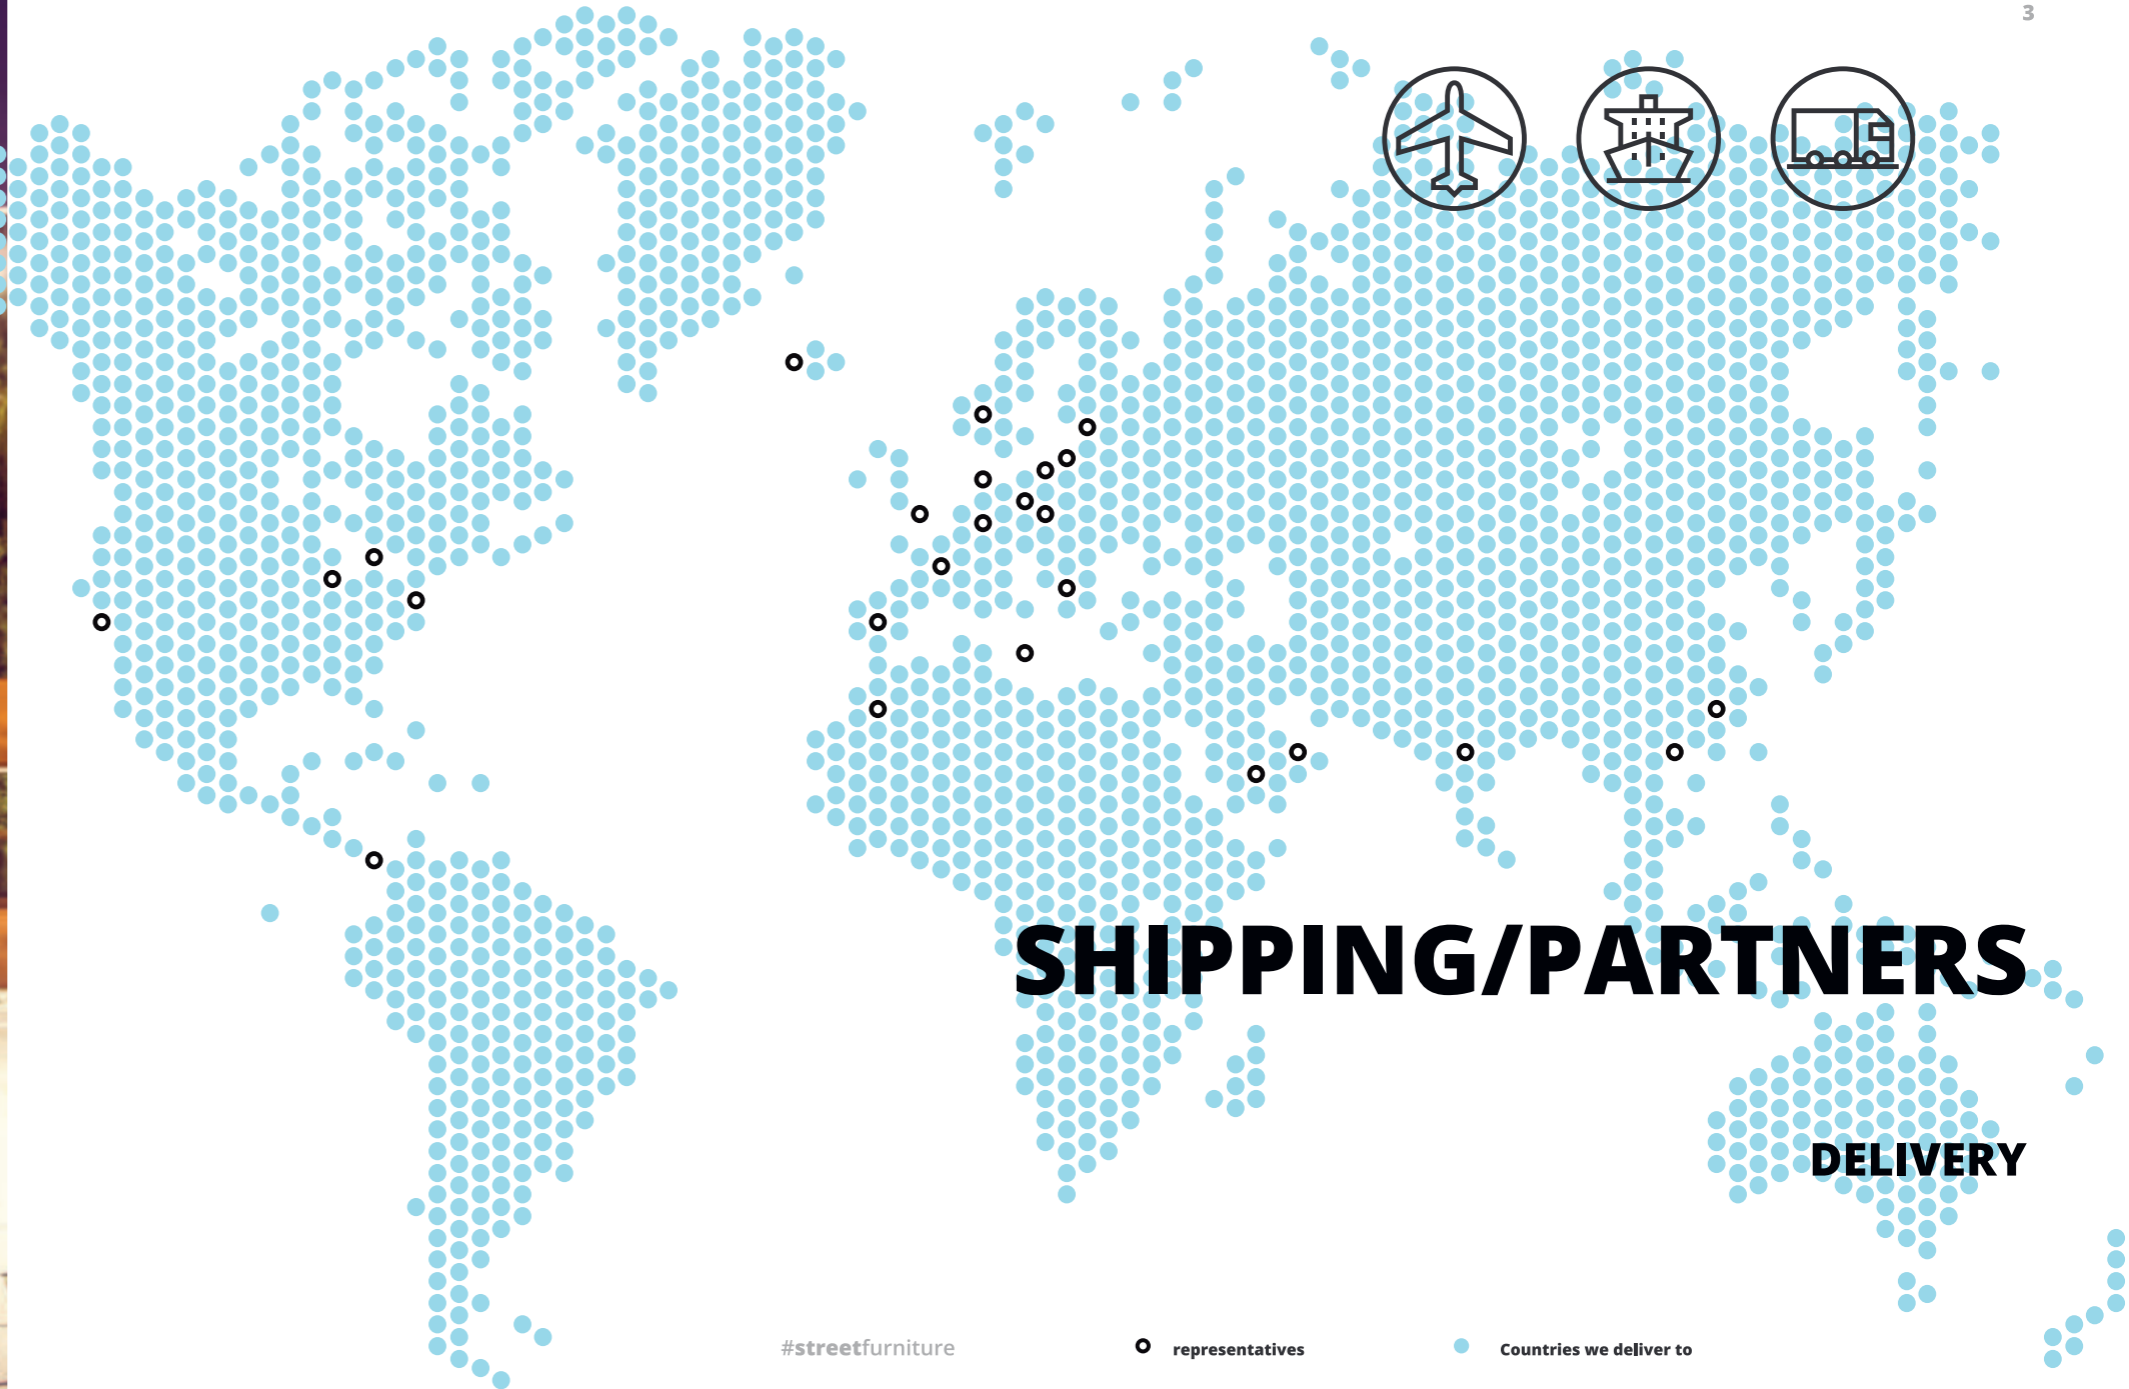 3
SHIPPING/PARTNERS
DELIVERY
#streetfurniture
representatives
Countries we deliver to